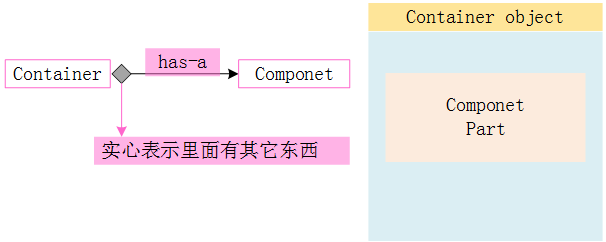 Container
has-a
Componet
实心表示里面有其它东西
Container object
Componet
Part